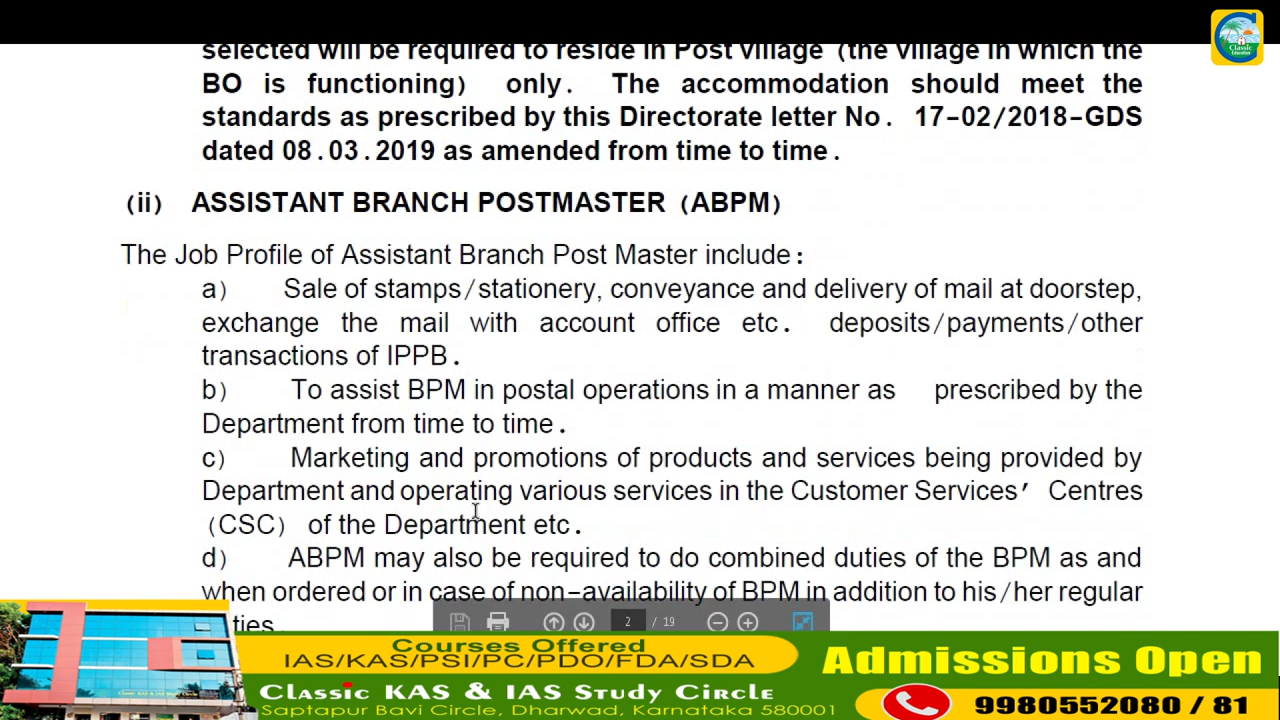 selected will be required to reside in Post village (the village in which the
BO is functioning) only. The accommodation should meet the
standards as prescribed by this Directorate letter No. 17-02/2018-GDS
dated 08.03.2019 as amended from time to time.
(ii) ASSISTANT BRANCH POSTMASTER (ABPM)
The Job Profile of Assistant Branch Post Master include:
a) Sale of stamps/stationery, conveyance and delivery of mail at doorstep,
exchange the mail with account office etc. deposits/payments/other
transactions of IPPB.
b) To assist BPM in postal operations in a manner as prescribed by the
Department from time to time.
c) Marketing and promotions of products and services being provided by
Department and operating various services in the Customer Services' Centres
(CSC) of the Department etc.
d) ABPM may also be required to do combined duties of the BPM as and
when ordered or in case of non-availability of BPM in addition to his/her regular
ties.
2 / 19
Classic
Education
Courses Offered
IAS/KAS/PSI/PC/PDO/FDA/SDA
Classic KAS & IAS Study Circle
Saptapur Bavi Circle, Dharwad, Karnataka 580001
Admissions Open
9980552080 / 81